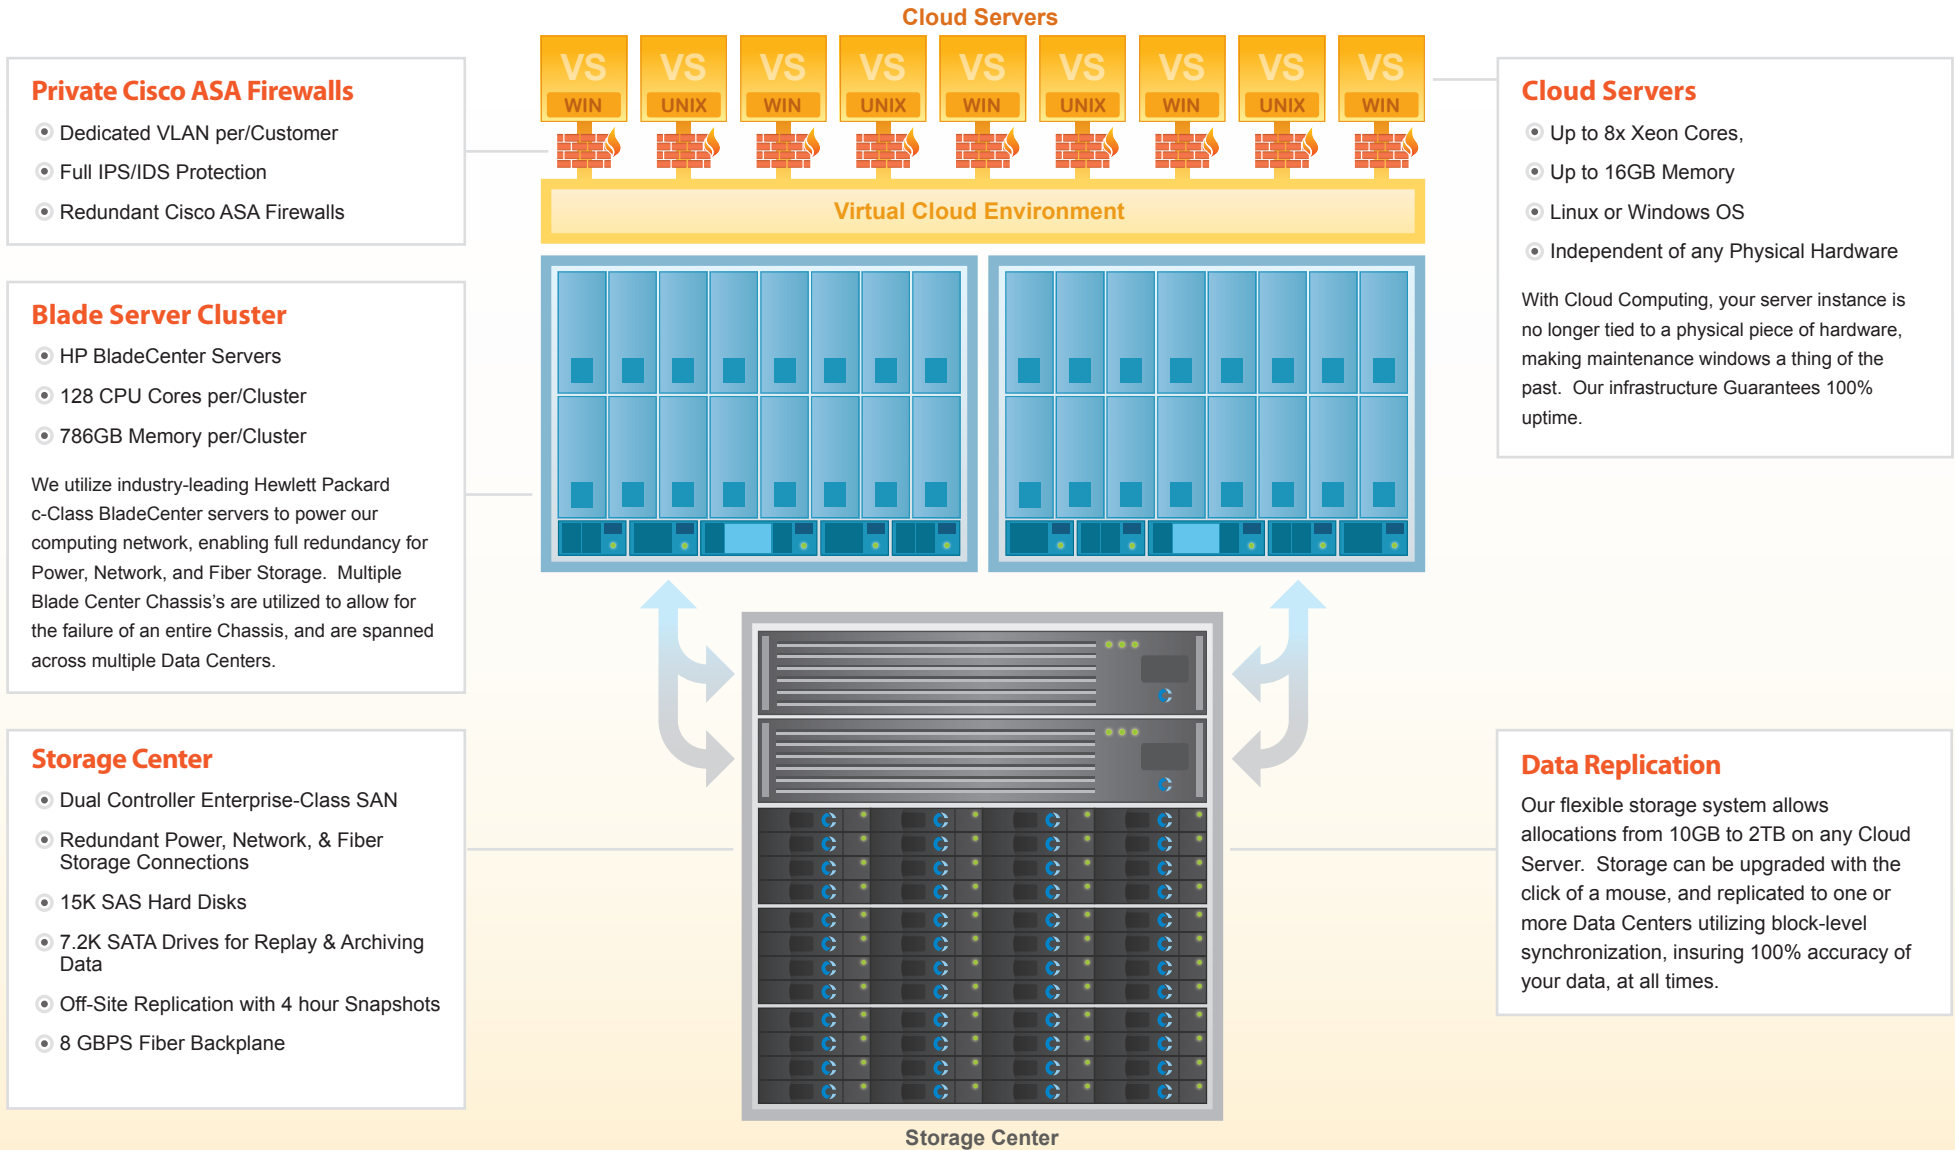 Cloud Servers
VS
VS
VS
VS
VS
VS
VS
VS
VS
WIN
UNIX
WIN
UNIX
WIN
UNIX
WIN
UNIX
WIN
Virtual Cloud Environment
Private Cisco ASA Firewalls
Dedicated VLAN per/Customer
Full IPS/IDS Protection
Redundant Cisco ASA Firewalls
Blade Server Cluster
HP BladeCenter Servers
128 CPU Cores per/Cluster
786GB Memory per/Cluster
We utilize industry-leading Hewlett Packard
c-Class BladeCenter servers to power our
computing network, enabling full redundancy for
Power, Network, and Fiber Storage.  Multiple
Blade Center Chassis's are utilized to allow for
the failure of an entire Chassis, and are spanned
across multiple Data Centers.
Storage Center
Dual Controller Enterprise-Class SAN
Redundant Power, Network, & Fiber
Storage Connections
15K SAS Hard Disks
7.2K SATA Drives for Replay & Archiving
Data
Off-Site Replication with 4 hour Snapshots
8 GBPS Fiber Backplane
Cloud Servers
Up to 8x Xeon Cores,
Up to 16GB Memory
Linux or Windows OS
Independent of any Physical Hardware
With Cloud Computing, your server instance is
no longer tied to a physical piece of hardware,
making maintenance windows a thing of the
past.  Our infrastructure Guarantees 100%
uptime.
Data Replication
Our flexible storage system allows
allocations from 10GB to 2TB on any Cloud
Server.  Storage can be upgraded with the
click of a mouse, and replicated to one or
more Data Centers utilizing block-level
synchronization, insuring 100% accuracy of
your data, at all times.
Storage Center